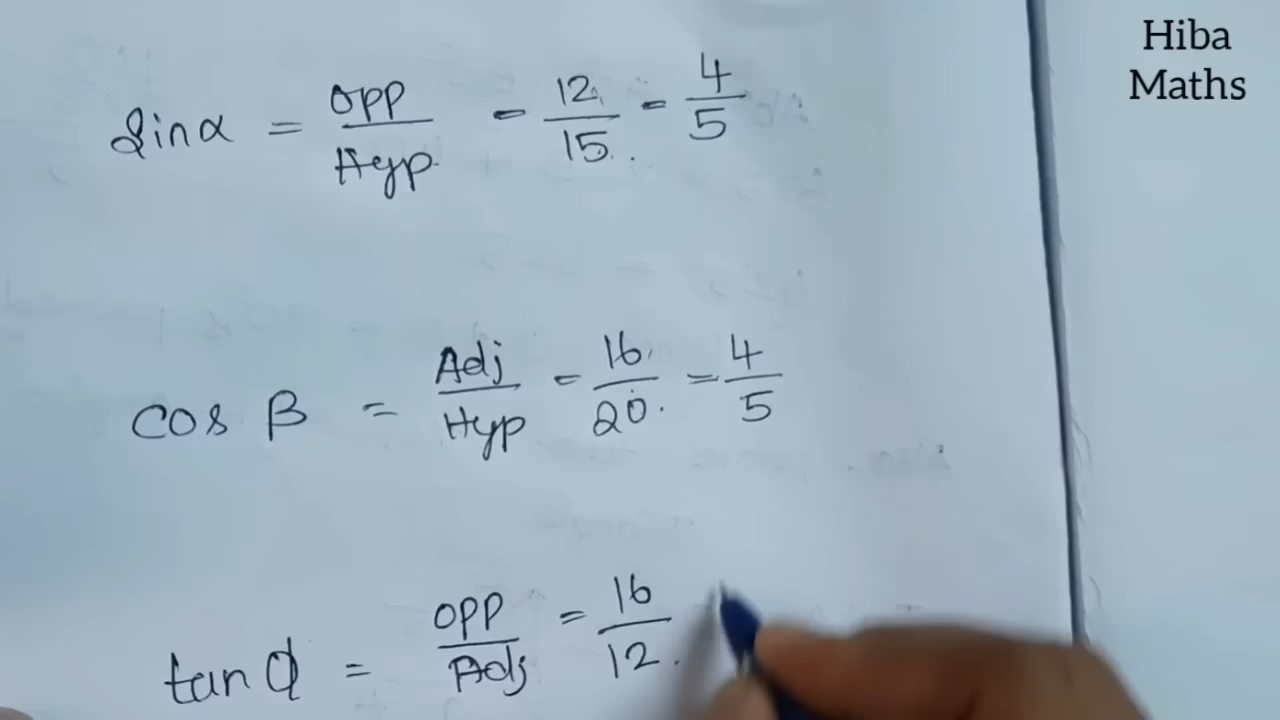 Hiba
Maths
Sinα = Opp/Hyp = 12/15 = 4/5
cos β = Adj/Hyp = 16/20 = 4/5
tan ϕ = Opp/Adj = 16/12